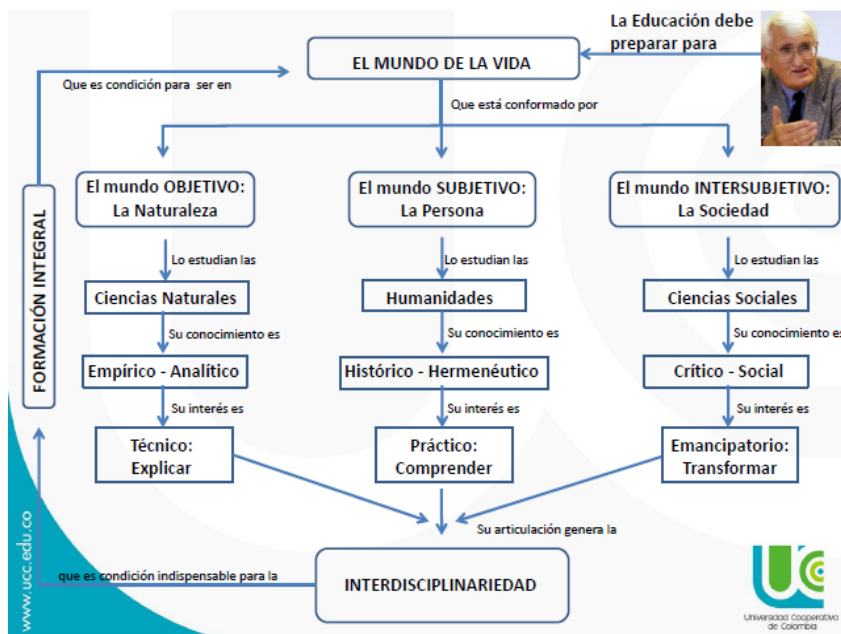 La Educación debe
preparar para
EL MUNDO DE LA VIDA
Que es condición para ser en
Que está conformado por
El mundo OBJETIVO:
La Naturaleza
El mundo SUBJETIVO:
La Persona
El mundo INTERSUBJETIVO:
La Sociedad
Lo estudian las
Lo estudian las
Lo estudian las
Ciencias Naturales
Humanidades
Ciencias Sociales
Su conocimiento es
Su conocimiento es
Su conocimiento es
Empírico - Analítico
Histórico - Hermenéutico
Crítico - Social
Su interés es
Su interés es
Su interés es
Técnico:
Explicar
Práctico:
Comprender
Emancipatorio:
Transformar
FORMACIÓN INTEGRAL
Su articulación genera la
INTERDISCIPLINARIEDAD
que es condición indispensable para la
www.ucc.edu.co
UC
Universidad Cooperativa
de Colombia